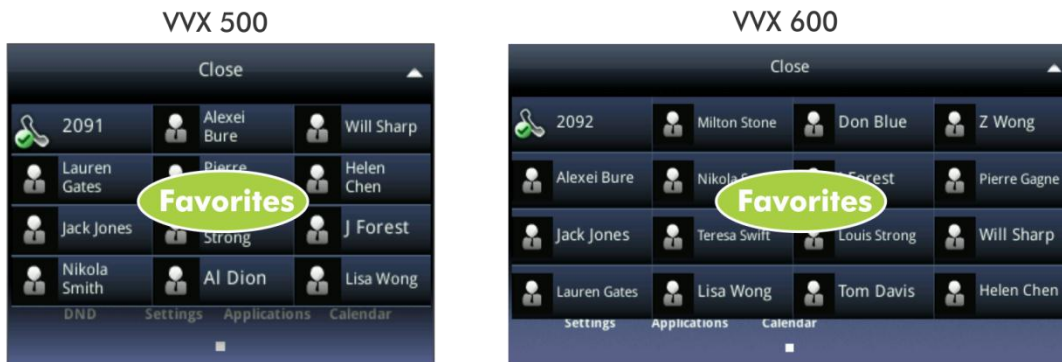 VVX 500
VVX 600
Close
2091
Alexei
Bure
Will Sharp
Lauren
Gates
Pierre
Helen
Chen
Favorites
Jack Jones
Strong
J Forest
Nikola
Smith
Al Dion
Lisa Wong
DND Settings Applications Calendar
Close
2092
Milton Stone
Don Blue
Z Wong
Alexei Bure
Nikola
Forest
Pierre Gagne
Favorites
Jack Jones
Teresa Swift
Louis Strong
Will Sharp
Lauren Gates
Lisa Wong
Tom Davis
Helen Chen
Settings Applications Calendar